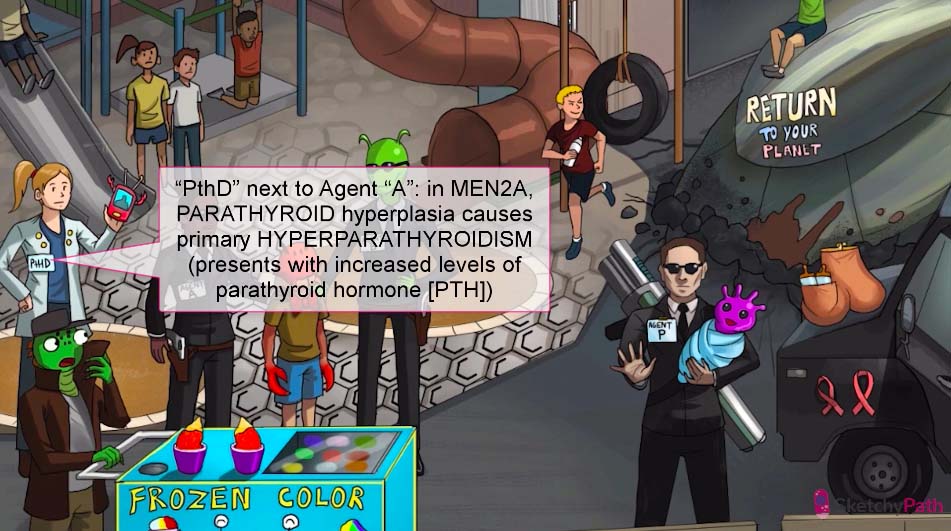 RETURN
TO YOUR
PLANET
“PthD” next to Agent “A”: in MEN2A,
PARATHYROID hyperplasia causes
primary HYPERPARATHYROIDISM
(presents with increased levels of
parathyroid hormone [PTH])
PtHD
AGENT
P
FROZEN COLOR
SketchyPath